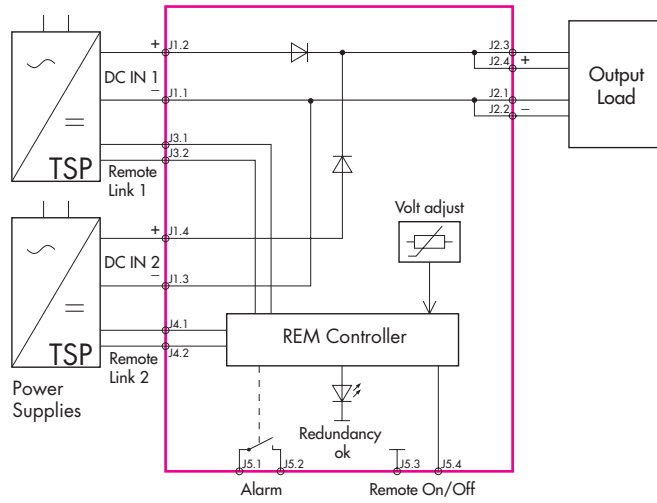 +
J1.2
DC IN 1
−
J1.1
J3.1
J3.2
TSP
Remote
Link 1
J2.3
J2.4
+
J2.1
J2.2
−
Output
Load
Volt adjust
+
J1.4
DC IN 2
−
J1.3
J4.1
J4.2
TSP
Remote
Link 2
Power
Supplies
REM Controller
Redundancy
ok
J5.1
J5.2
J5.3
J5.4
Alarm
Remote On/Off